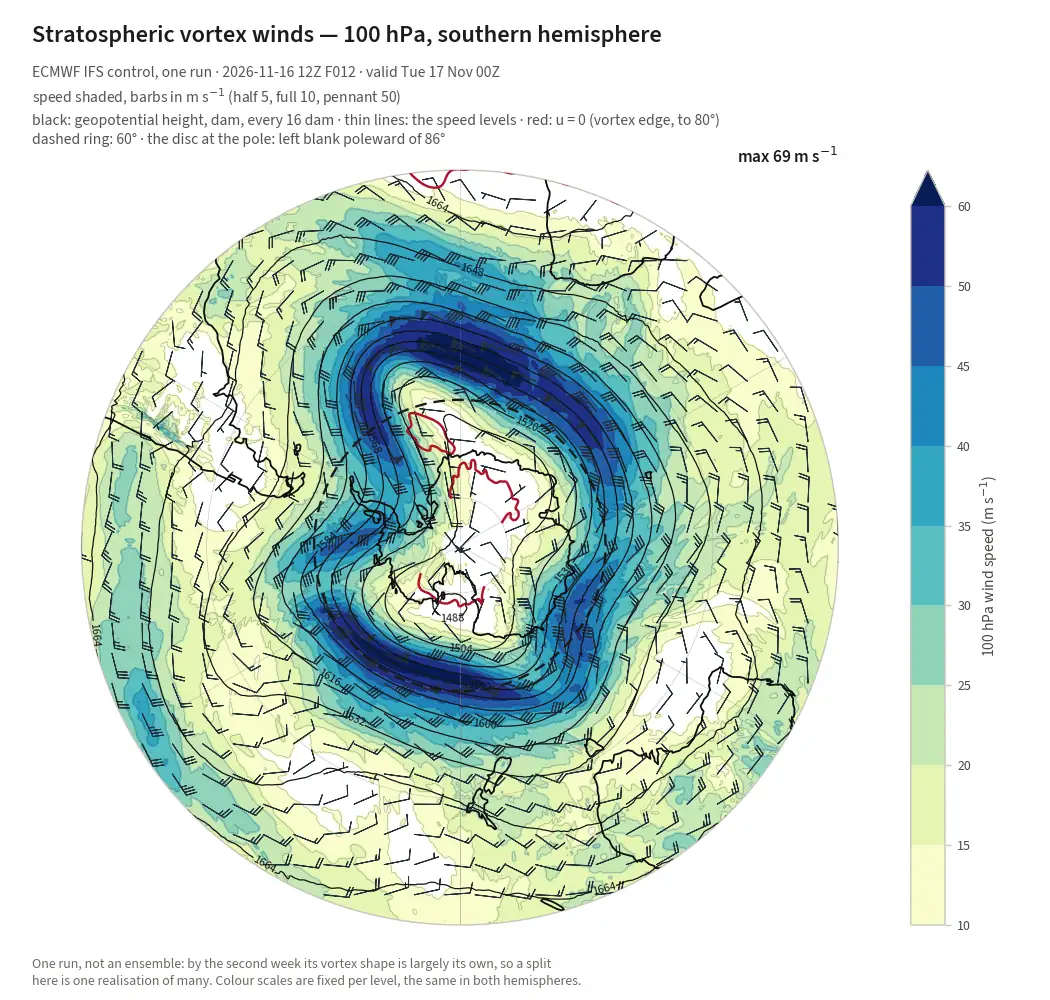 Stratospheric vortex winds — 100 hPa, southern hemisphere
ECMWF IFS control, one run · 2026-11-16 12Z F012 · valid Tue 17 Nov 00Z
speed shaded, barbs in m s⁻¹ (half 5, full 10, pennant 50)
black: geopotential height, dam, every 16 dam · thin lines: the speed levels · red: u = 0 (vortex edge, to 80°)
dashed ring: 60° · the disc at the pole: left blank poleward of 86°
max 69 m s⁻¹
1664
1648
1520
1488
1504
1616
1632
1600
1664
1664
1664
60
50
45
40
35
30
25
20
15
10
100 hPa wind speed (m s⁻¹)
One run, not an ensemble: by the second week its vortex shape is largely its own, so a split
here is one realisation of many. Colour scales are fixed per level, the same in both hemispheres.